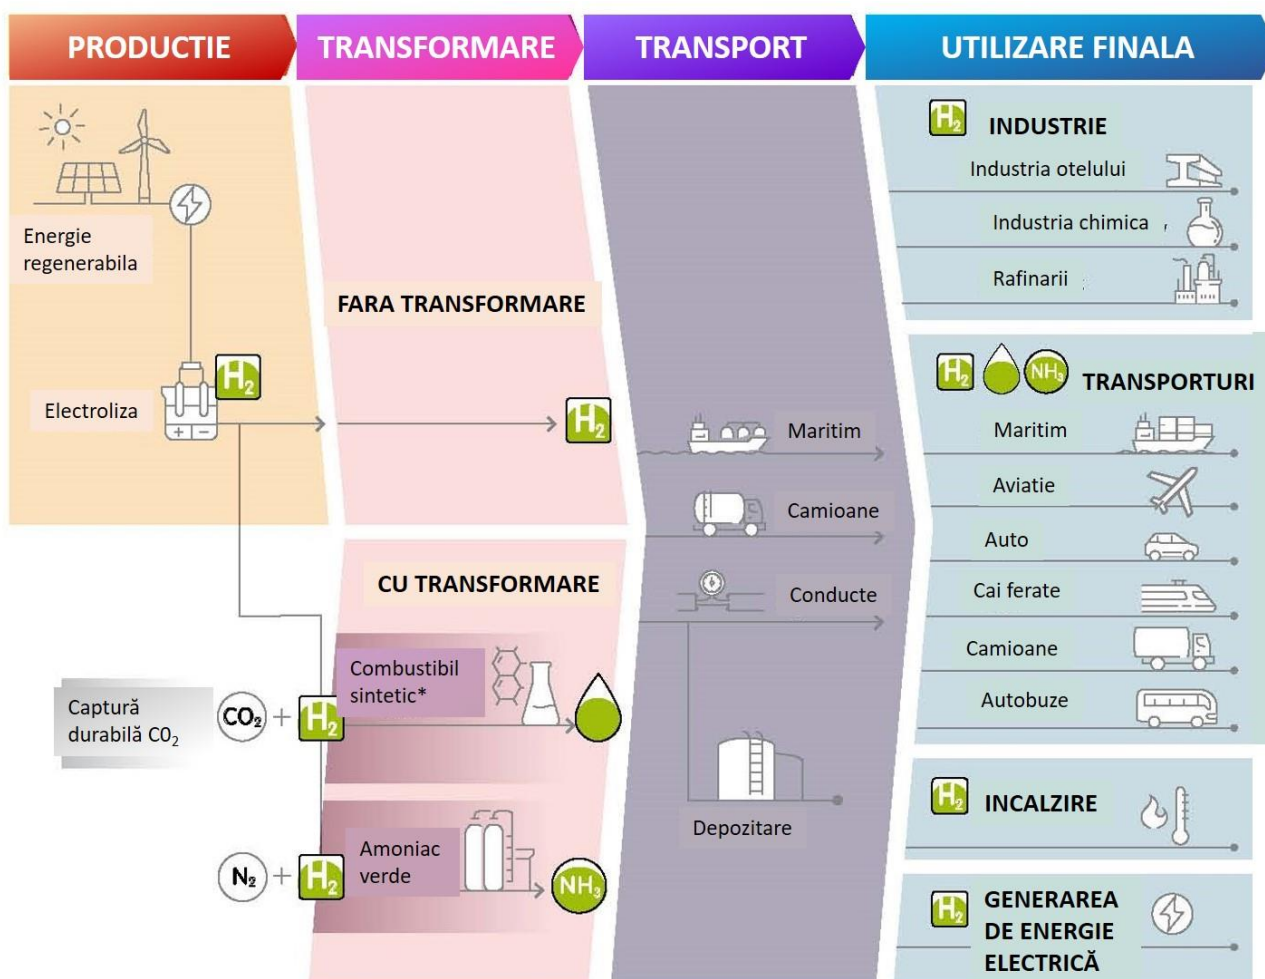 PRODUCTIE
TRANSFORMARE
TRANSPORT
UTILIZARE FINALA
Energie
regenerabila
Electroliza
H₂
FARA TRANSFORMARE
H₂
CU TRANSFORMARE
Captură
durabilă C0₂
CO₂ + H₂
Combustibil
sintetic*
N₂ + H₂
Amoniac
verde
NH₃
Maritim
Camioane
Conducte
Depozitare
H₂ INDUSTRIE
Industria otelului
Industria chimica ,
Rafinarii :
H₂ NH₃ TRANSPORTURI
Maritim
Aviatie
Auto
Cai ferate
Camioane
Autobuze
H₂ INCALZIRE
H₂ GENERAREA
DE ENERGIE
ELECTRICĂ